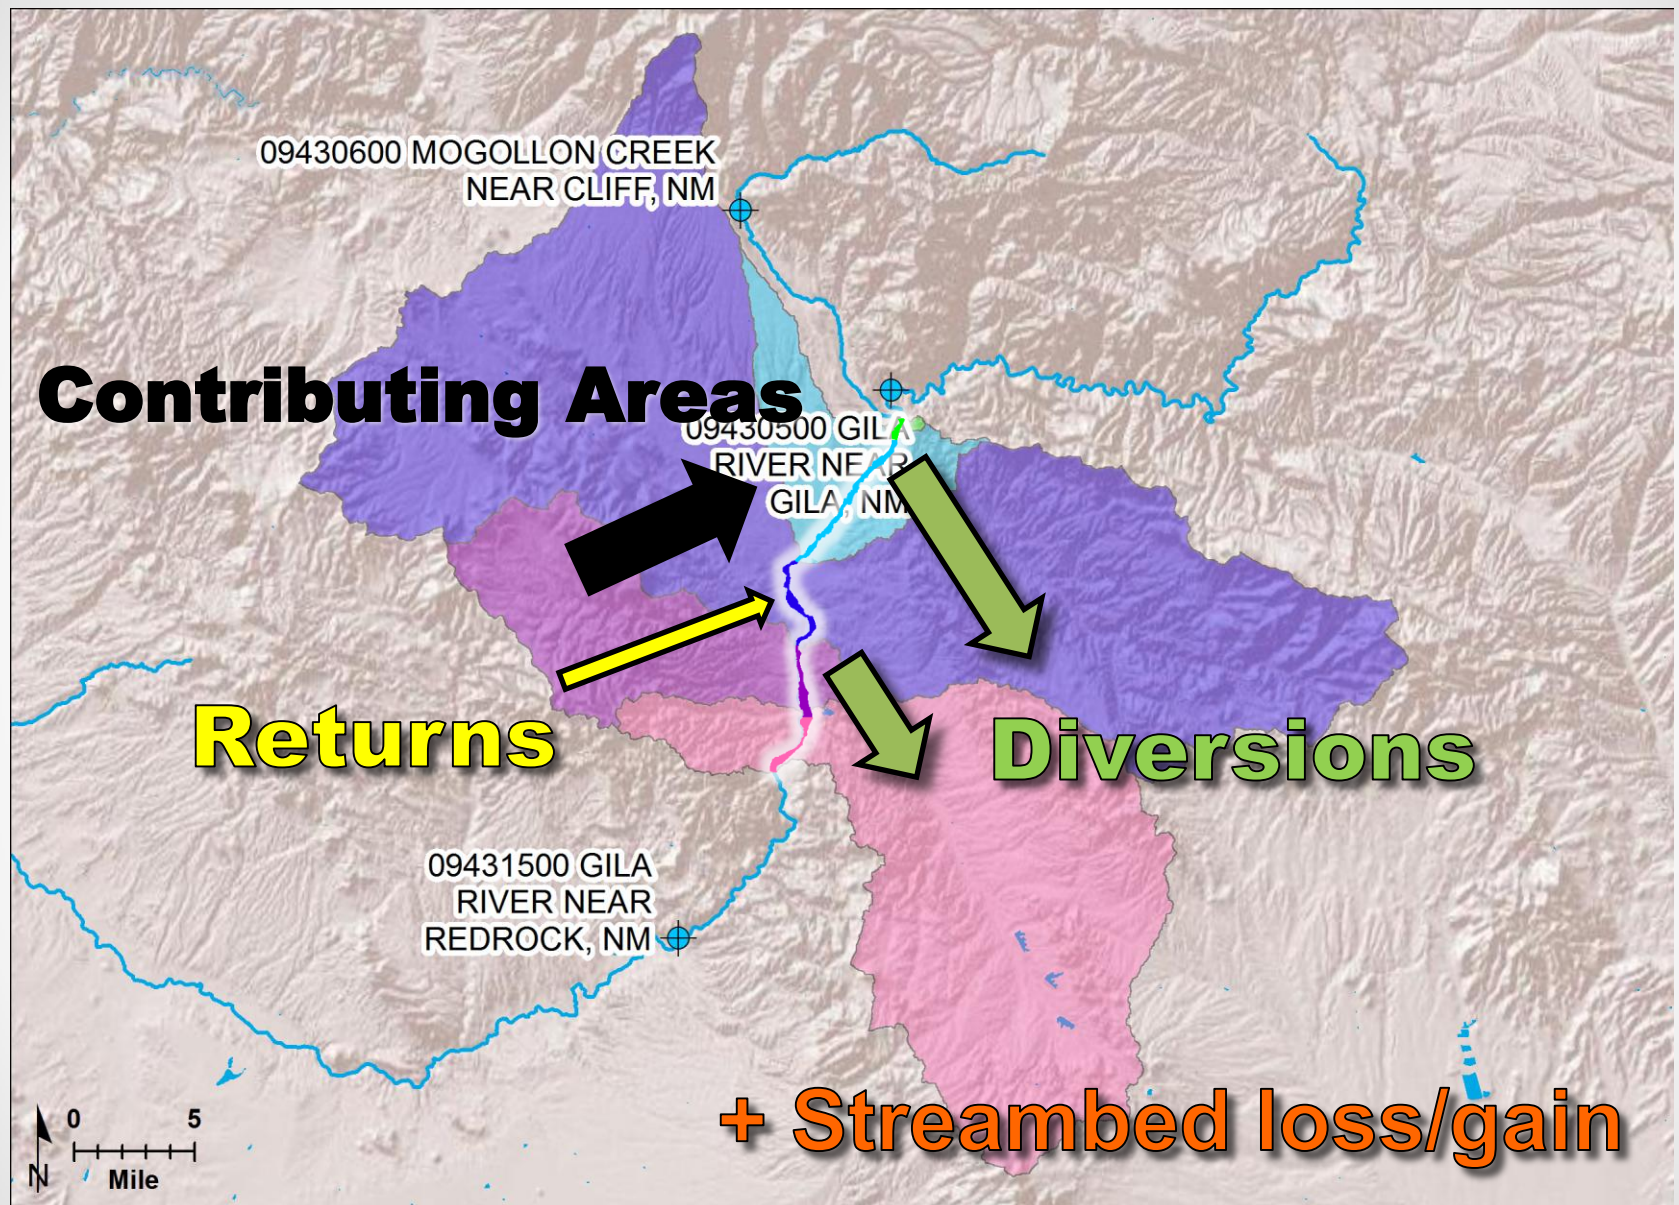 09430600 MOGOLLON CREEK
NEAR CLIFF, NM
Contributing Areas
09430500 GILA
RIVER NEAR
GILA, NM
Returns
Diversions
09431500 GILA
RIVER NEAR
REDROCK, NM
+ Streambed loss/gain
0 5
Mile
N